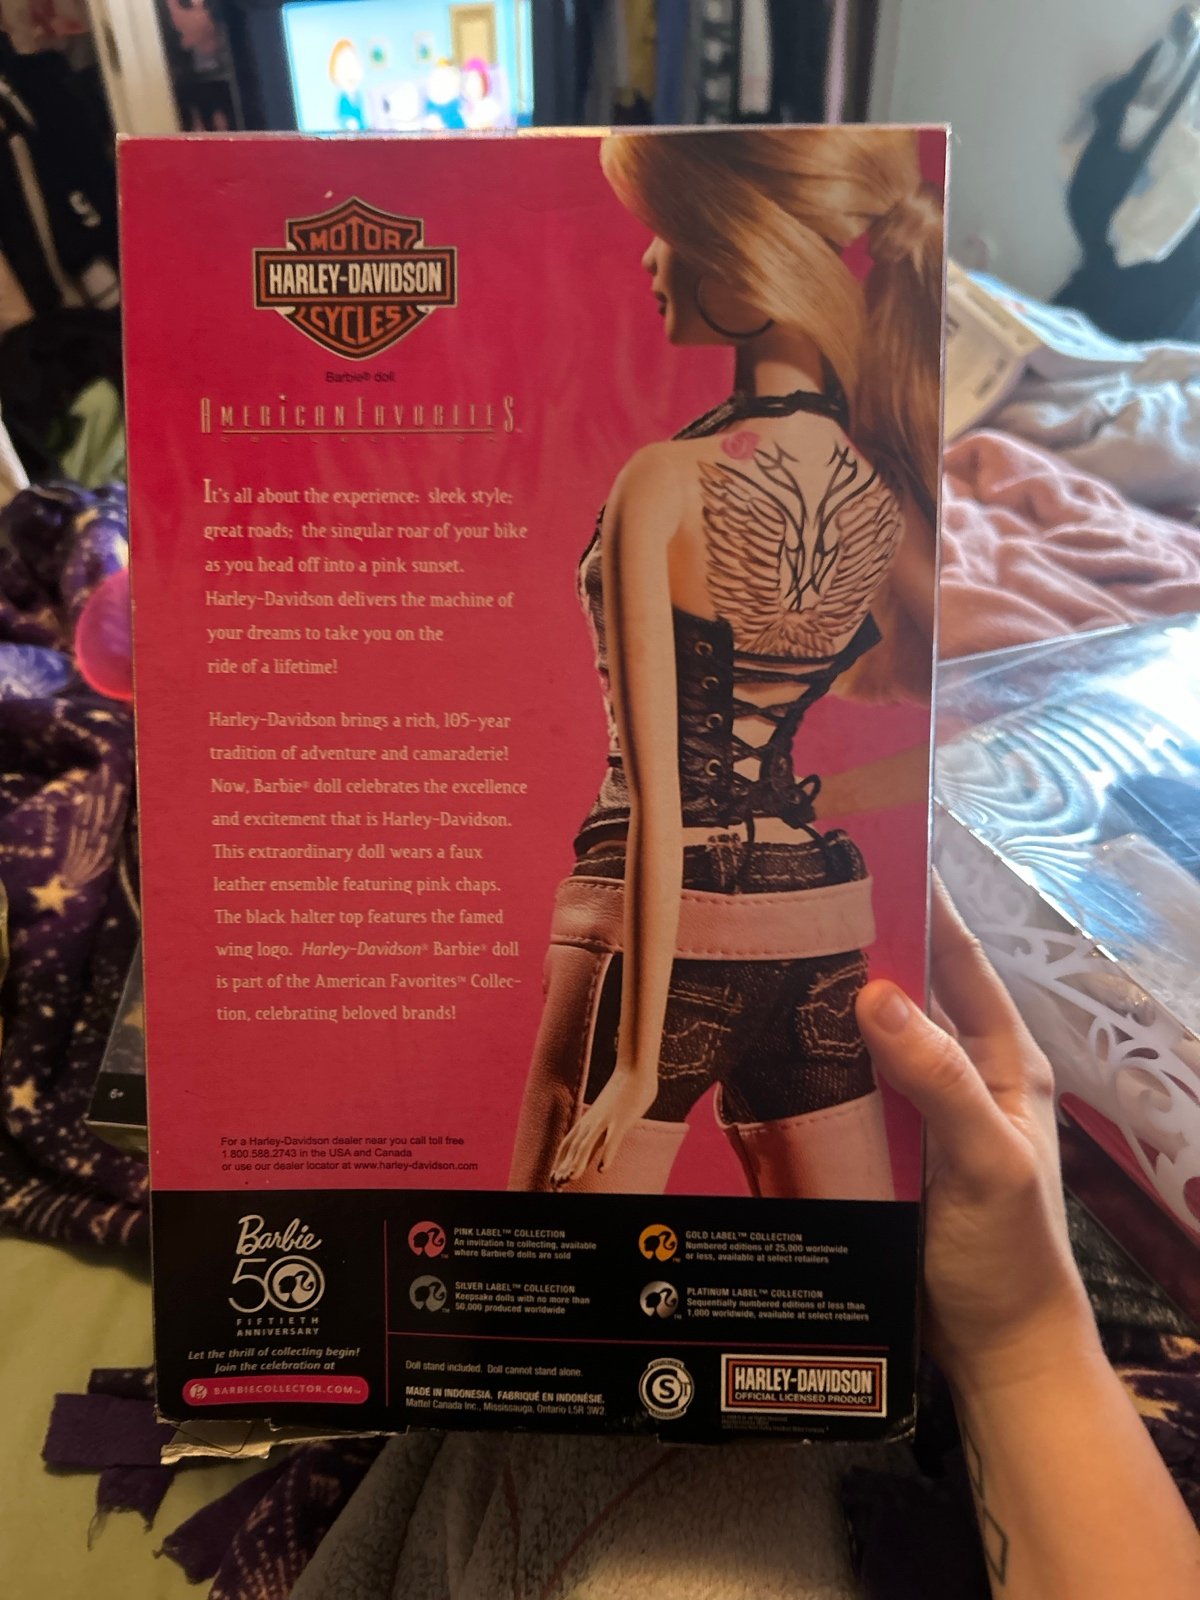 MOTOR
HARLEY-DAVIDSON
CYCLES
Barbie® doll
AMERICAN FAVORITES™
COLLECTION
It's all about the experience: sleek style;
great roads; the singular roar of your bike
as you head off into a pink sunset.
Harley-Davidson delivers the machine of
your dreams to take you on the
ride of a lifetime!
Harley-Davidson brings a rich, 105-year
tradition of adventure and camaraderie!
Now, Barbie® doll celebrates the excellence
and excitement that is Harley-Davidson.
This extraordinary doll wears a faux
leather ensemble featuring pink chaps.
The black halter top features the famed
wing logo. Harley-Davidson® Barbie® doll
is part of the American Favorites™ Collec-
tion, celebrating beloved brands!
For a Harley-Davidson dealer near you call toll free
1.800.588.2743 in the USA and Canada
or use our dealer locator at www.harley-davidson.com
Barbie
50
FIFTIETH
ANNIVERSARY
Let the thrill of collecting begin!
Join the celebration at
BARBIECOLLECTOR.COM™
PINK LABEL™ COLLECTION
An invitation to collecting, available
where Barbie® dolls are sold
SILVER LABEL™ COLLECTION
Keepsake dolls with no more than
50,000 produced worldwide
GOLD LABEL™ COLLECTION
Numbered editions of 25,000 worldwide
or less, available at select retailers
PLATINUM LABEL™ COLLECTION
Sequentially numbered editions of less than
1,000 worldwide, available at select retailers
Doll stand included. Doll cannot stand alone.
MADE IN INDONESIA. FABRIQUÉ EN INDONÉSIE.
Mattel Canada Inc., Mississauga, Ontario L5R 3W2.
S
HARLEY-DAVIDSON
OFFICIAL LICENSED PRODUCT
6+